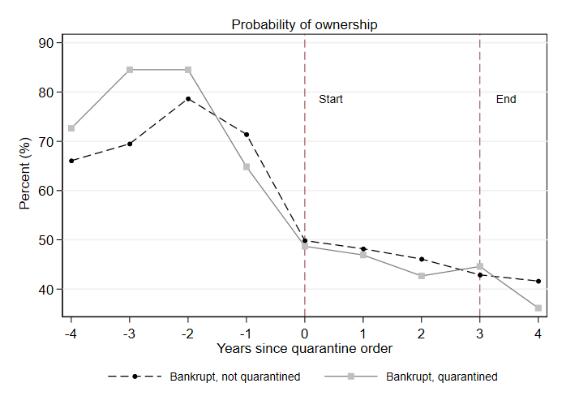 Probability of ownership
90
80
70
60
50
40
Percent (%)
Start
End
-4 -3 -2 -1 0 1 2 3 4
Years since quarantine order
Bankrupt, not quarantined Bankrupt, quarantined